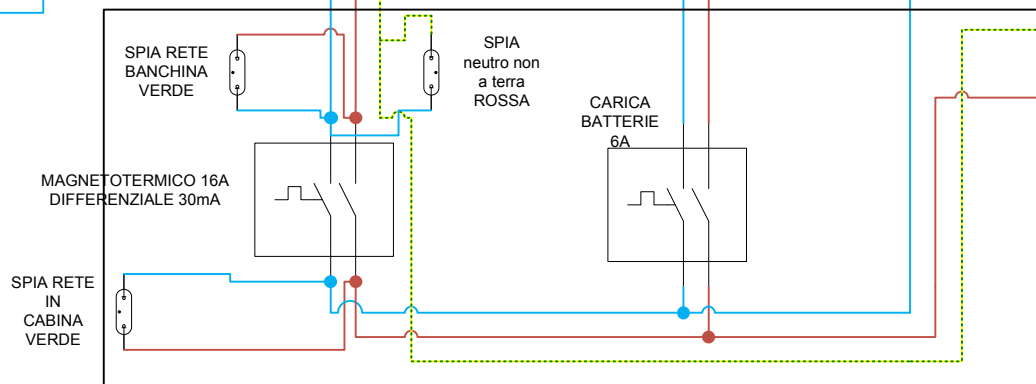 SPIA RETE
BANCHINA
VERDE
SPIA
neutro non
a terra
ROSSA
CARICA
BATTERIE
6A
MAGNETOTERMICO 16A
DIFFERENZIALE 30mA
SPIA RETE
IN
CABINA
VERDE